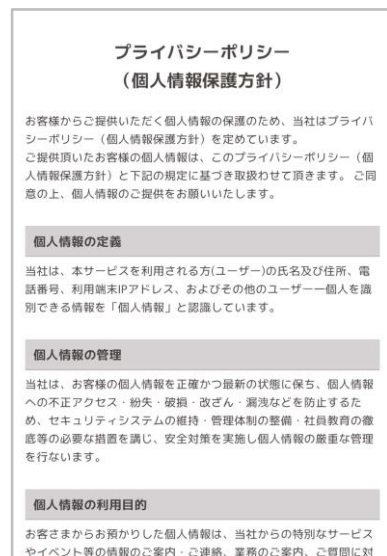 プライバシーポリシー
（個人情報保護方針）
お客様からご提供いただく個人情報の保護のため、当社はプライバ
シーポリシー（個人情報保護方針）を定めています。
ご提供頂いたお客様の個人情報は、このプライバシーポリシー（個
人情報保護方針）と下記の規定に基づき取扱わせて頂きます。 ご同
意の上、個人情報のご提供をお願いいたします。
個人情報の定義
当社は、本サービスを利用される方(ユーザー)の氏名及び住所、電
話番号、利用端末IPアドレス、およびその他のユーザー一個人を識
別できる情報を「個人情報」と認識しています。
個人情報の管理
当社は、お客様の個人情報を正確かつ最新の状態に保ち、個人情報
への不正アクセス・紛失・破損・改ざん・漏洩などを防止するた
め、セキュリティシステムの維持・管理体制の整備・社員教育の徹
底等の必要な措置を講じ、安全対策を実施し個人情報の厳重な管理
を行ないます。
個人情報の利用目的
お客さまからお預かりした個人情報は、当社からの特別なサービス
やイベント等の情報のご案内・ご連絡、業務のご案内、ご質問に対